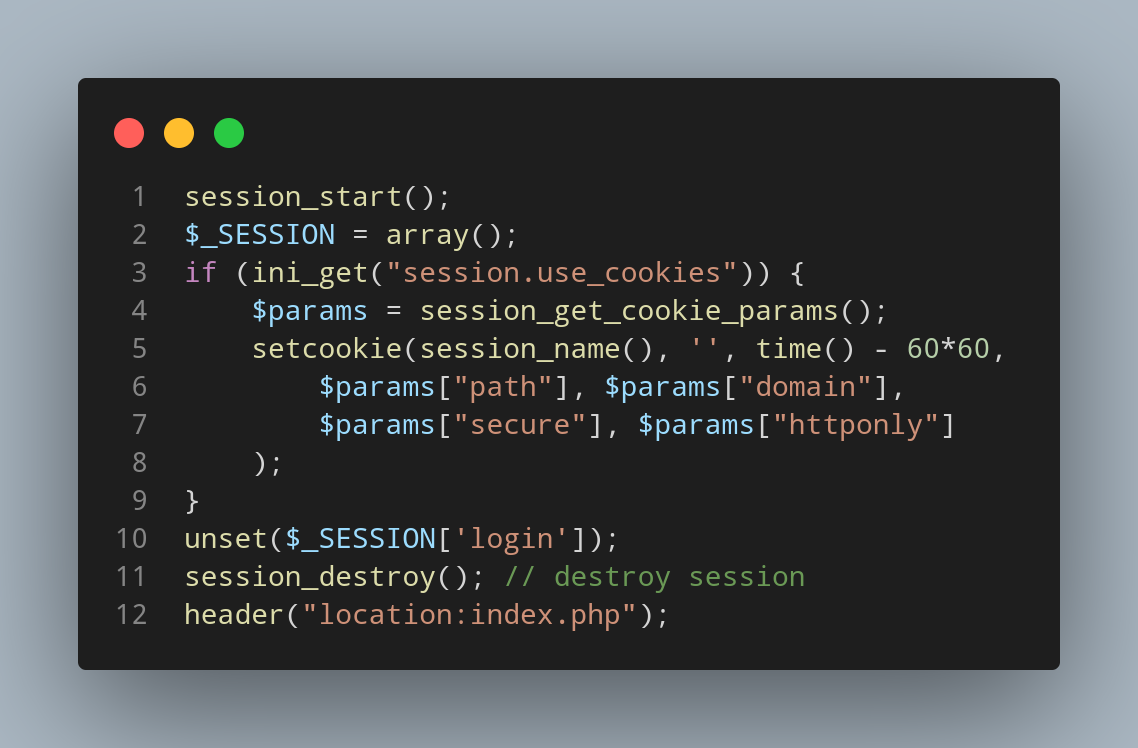 1 session_start();
2 $_SESSION = array();
3 if (ini_get("session.use_cookies")) {
4     $params = session_get_cookie_params();
5     setcookie(session_name(), '', time() - 60*60,
6         $params["path"], $params["domain"],
7         $params["secure"], $params["httponly"]
8     );
9 }
10 unset($_SESSION['login']);
11 session_destroy(); // destroy session
12 header("location:index.php");